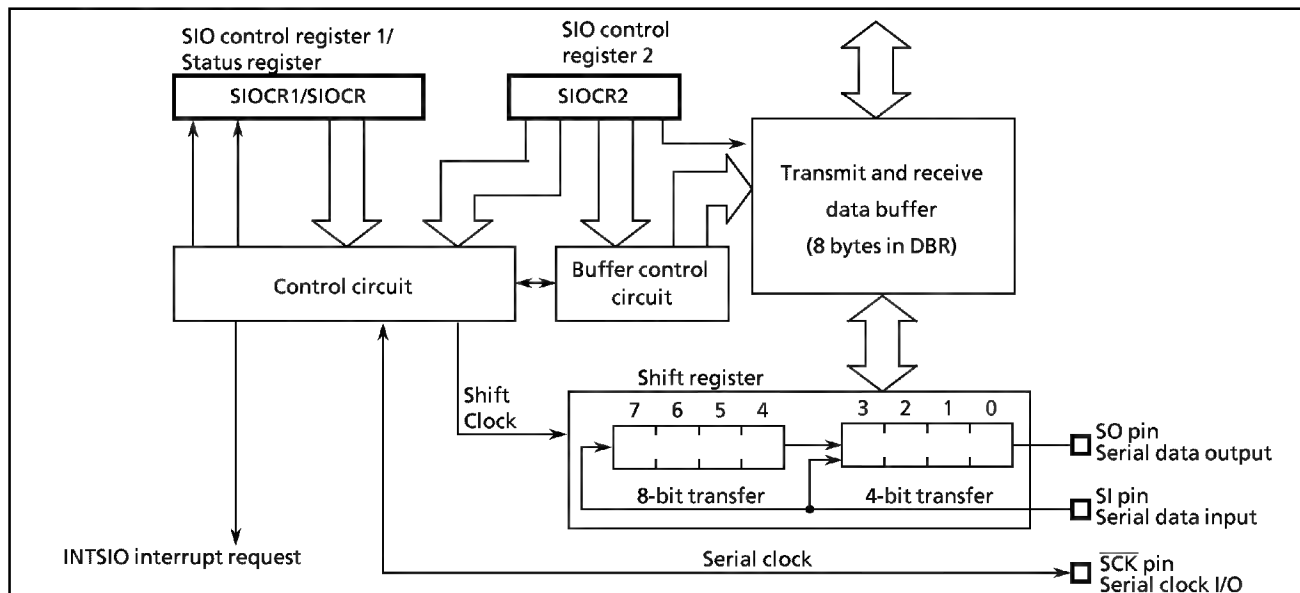 SIO control register 1/
Status register
SIOCR1/SIOCR
SIO control
register 2
SIOCR2
Transmit and receive
data buffer
(8 bytes in DBR)
Control circuit
Buffer control
circuit
Shift register
Shift
Clock
7 6 5 4
3 2 1 0
8-bit transfer
4-bit transfer
SO pin
Serial data output
SI pin
Serial data input
INTSIO interrupt request
Serial clock
SCK pin
Serial clock I/O